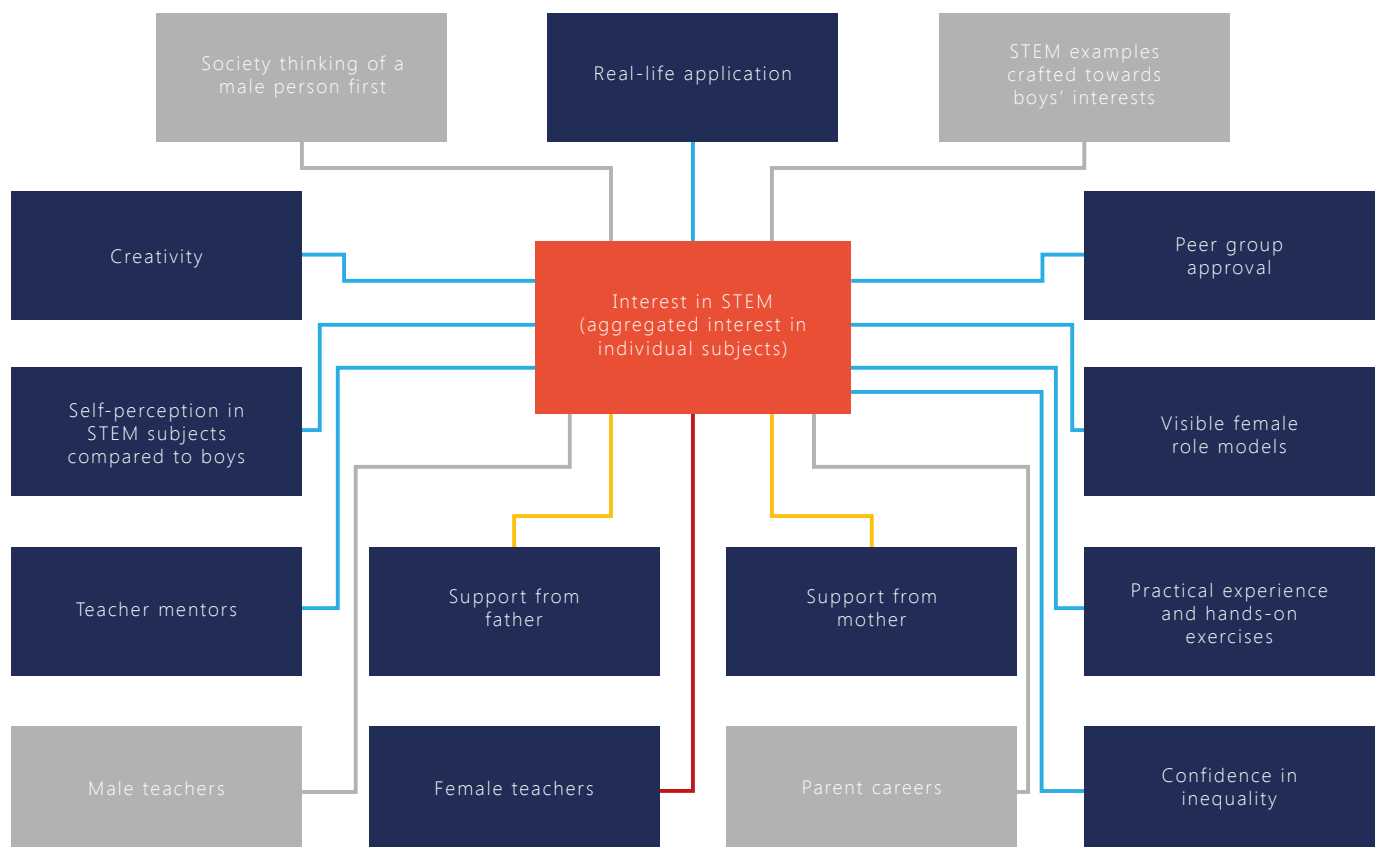 Society thinking of a
male person first
Real-life application
STEM examples
crafted towards
boys’ interests
Creativity
Peer group
approval
Interest in STEM
(aggregated interest in
individual subjects)
Self-perception in
STEM subjects
compared to boys
Visible female
role models
Teacher mentors
Support from
father
Support from
mother
Practical experience
and hands-on
exercises
Male teachers
Female teachers
Parent careers
Confidence in
inequality